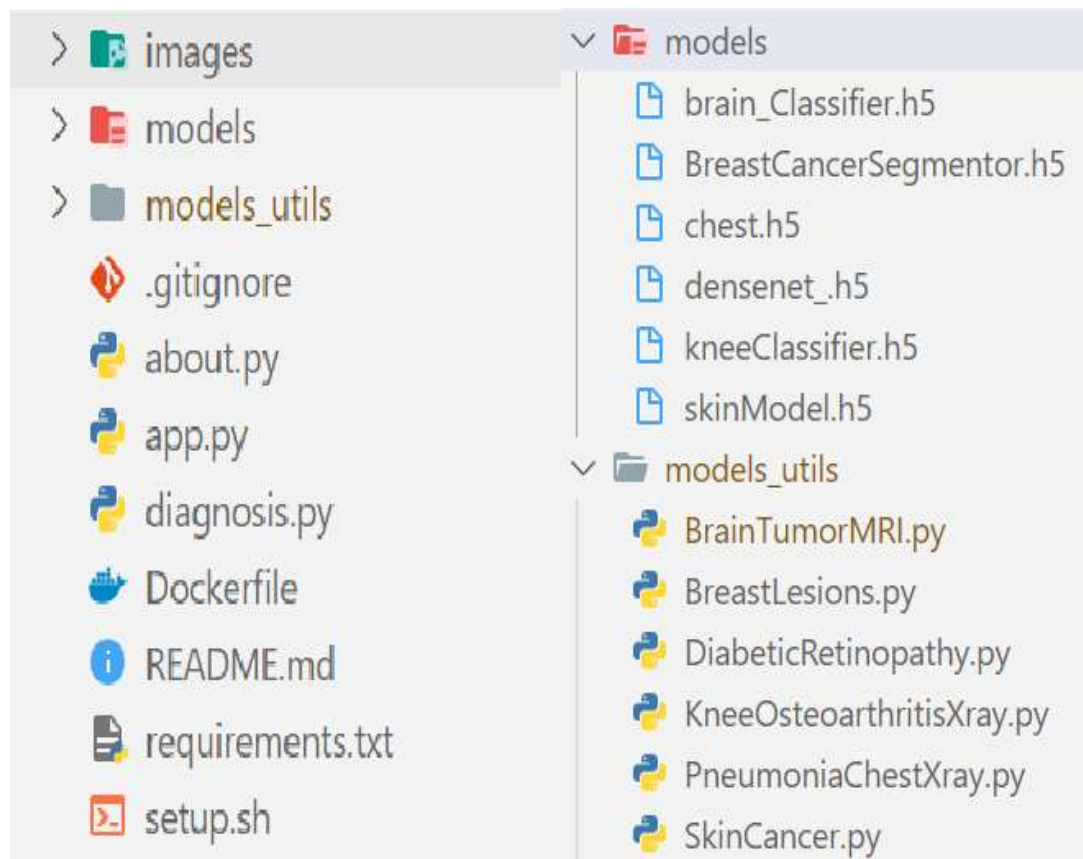 images
models
models_utils
.gitignore
about.py
app.py
diagnosis.py
Dockerfile
README.md
requirements.txt
setup.sh
models
brain_Classifier.h5
BreastCancerSegmentor.h5
chest.h5
densenet_.h5
kneeClassifier.h5
skinModel.h5
models_utils
BrainTumorMRI.py
BreastLesions.py
DiabeticRetinopathy.py
KneeOsteoarthritisXray.py
PneumoniaChestXray.py
SkinCancer.py